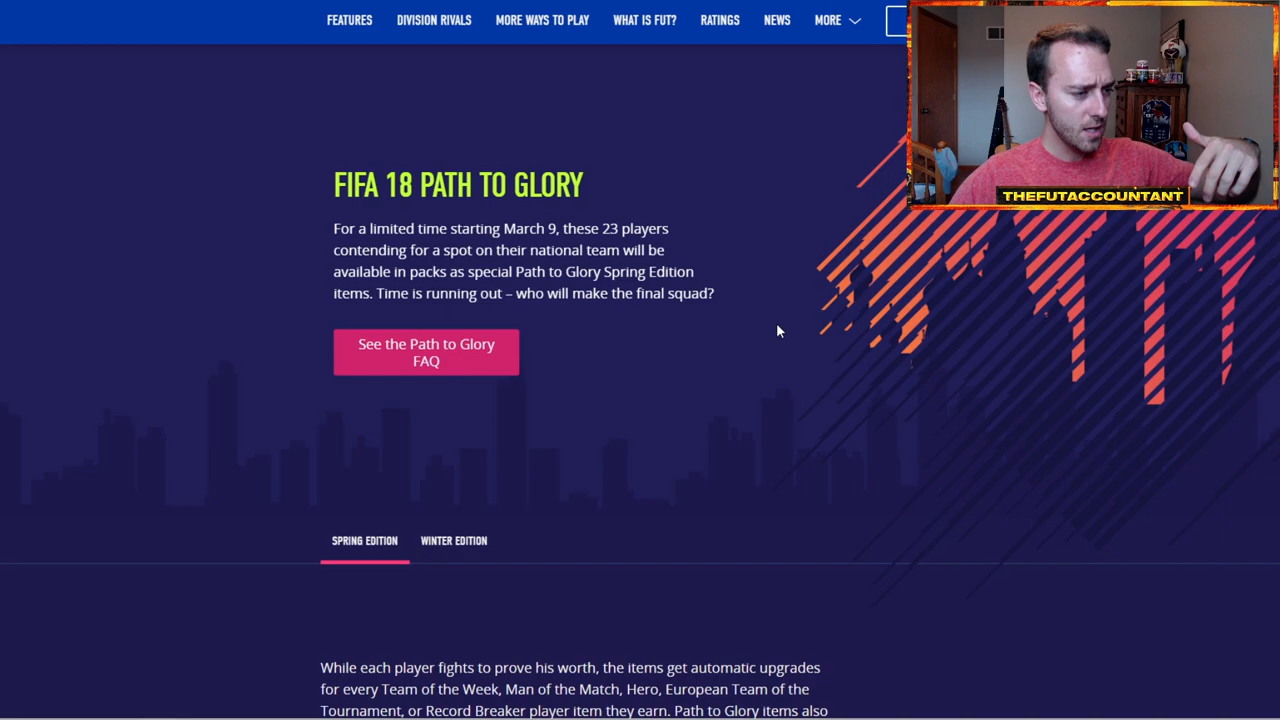 FEATURES DIVISION RIVALS MORE WAYS TO PLAY WHAT IS FUT? RATINGS NEWS MORE
THEFUTACCOUNTANT
FIFA 18 PATH TO GLORY
For a limited time starting March 9, these 23 players
contending for a spot on their national team will be
available in packs as special Path to Glory Spring Edition
items. Time is running out – who will make the final squad?
See the Path to Glory
FAQ
SPRING EDITION WINTER EDITION
While each player fights to prove his worth, the items get automatic upgrades
for every Team of the Week, Man of the Match, Hero, European Team of the
Tournament, or Record Breaker player item they earn. Path to Glory items also